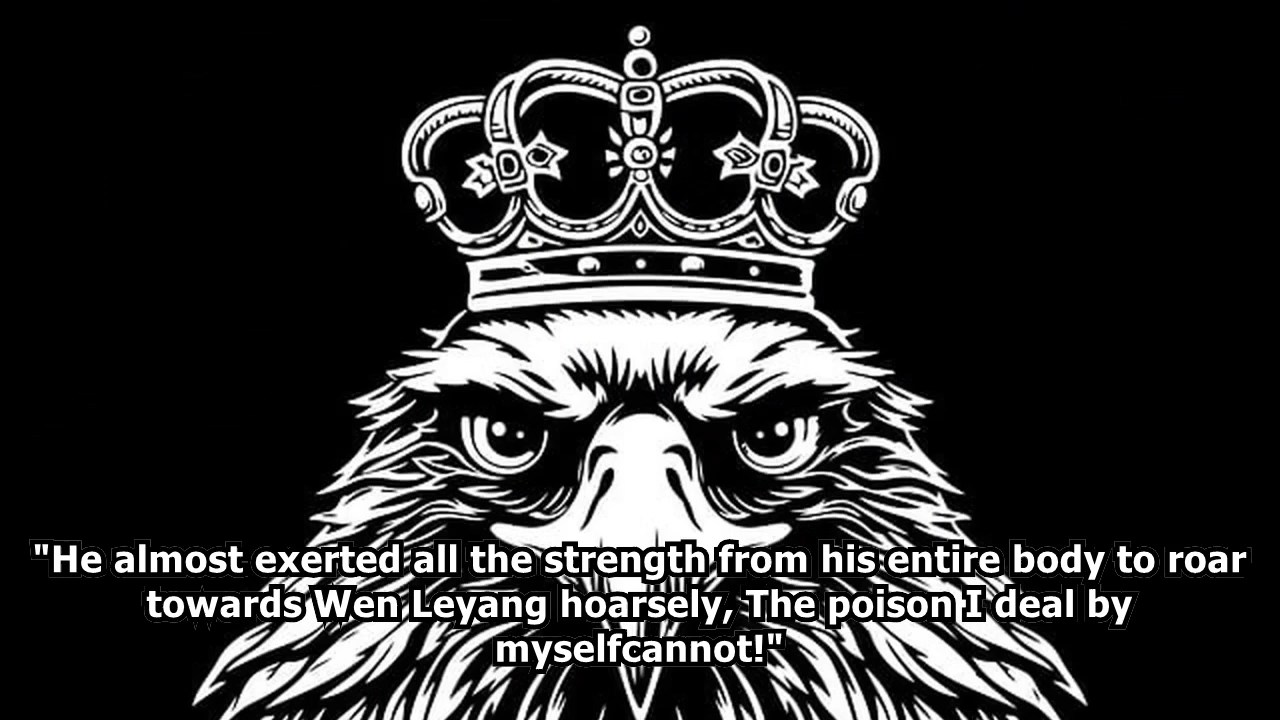 "He almost exerted all the strength from his entire body to roar
towards Wen Leyang hoarsely, The poison I deal by
myselfcannot!"